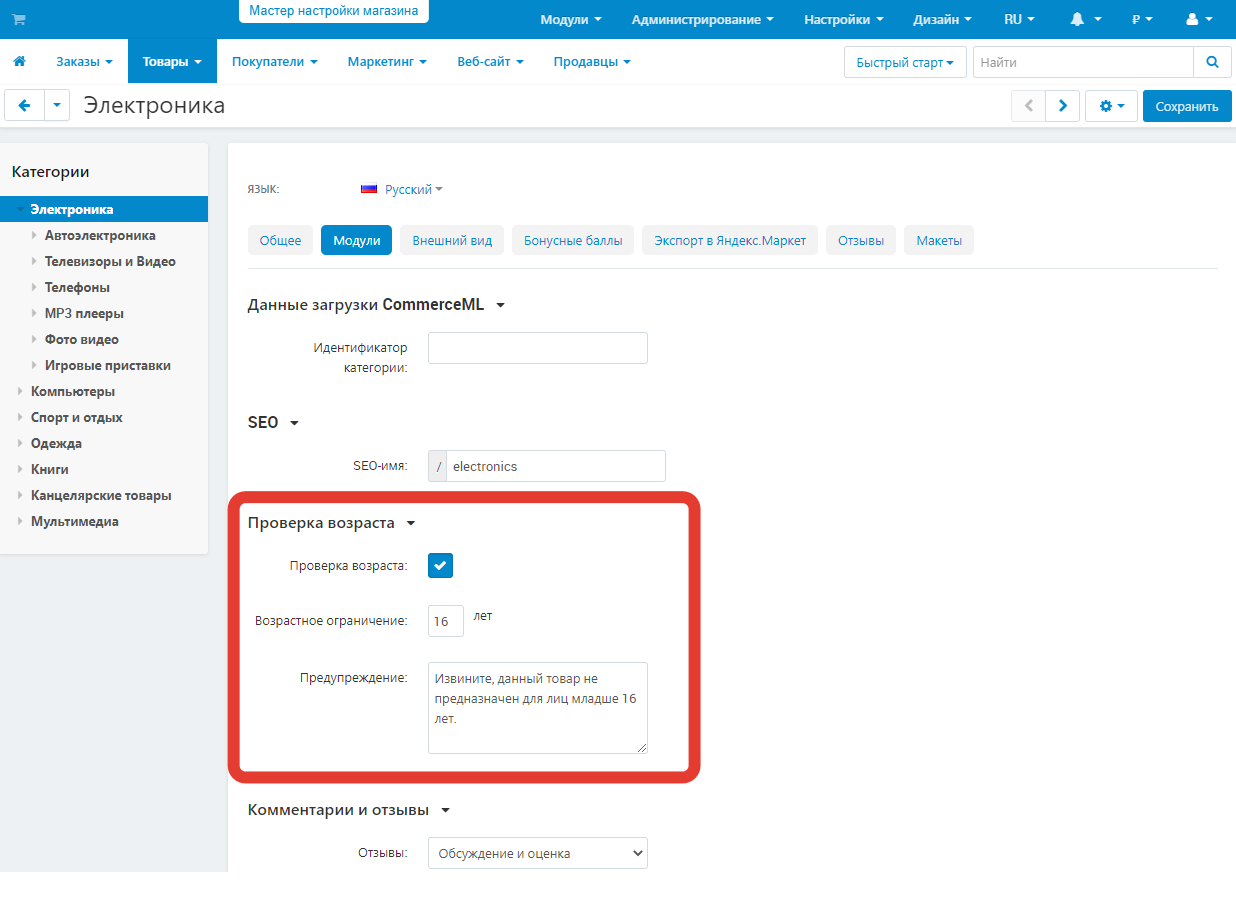 Мастер настройки магазина
Модули Администрирование Настройки Дизайн RU ₽
Заказы Товары Покупатели Маркетинг Веб-сайт Продавцы Быстрый старт Найти
Электроника Сохранить
Категории
Электроника
Автоэлектроника
Телевизоры и Видео
Телефоны
MP3 плееры
Фото видео
Игровые приставки
Компьютеры
Спорт и отдых
Одежда
Книги
Канцелярские товары
Мультимедиа
ЯЗЫК: Русский
Общее Модули Внешний вид Бонусные баллы Экспорт в Яндекс.Маркет Отзывы Макеты
Данные загрузки CommerceML
Идентификатор
категории:
SEO
SEO-имя: / electronics
Проверка возраста
Проверка возраста:
Возрастное ограничение: 16 лет
Предупреждение: Извините, данный товар не
предназначен для лиц младше 16
лет.
Комментарии и отзывы
Отзывы: Обсуждение и оценка